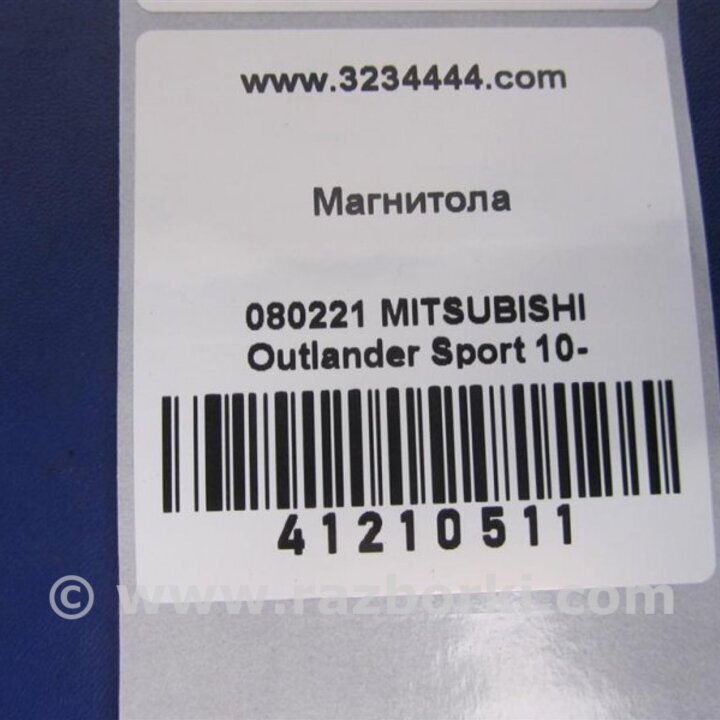 www.3234444.com
Магнитола
080221 MITSUBISHI
Outlander Sport 10-
41210511
© www.razborki.com